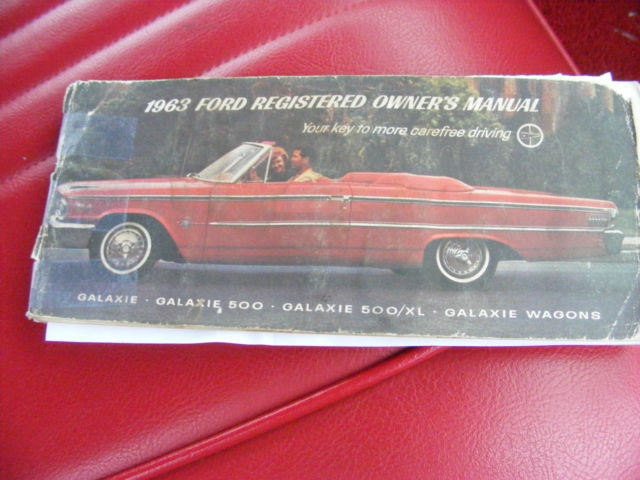 1963 FORD REGISTERED OWNER'S MANUAL
Your key to more carefree driving
GALAXIE · GALAXIE 500 · GALAXIE 500/XL · GALAXIE WAGONS